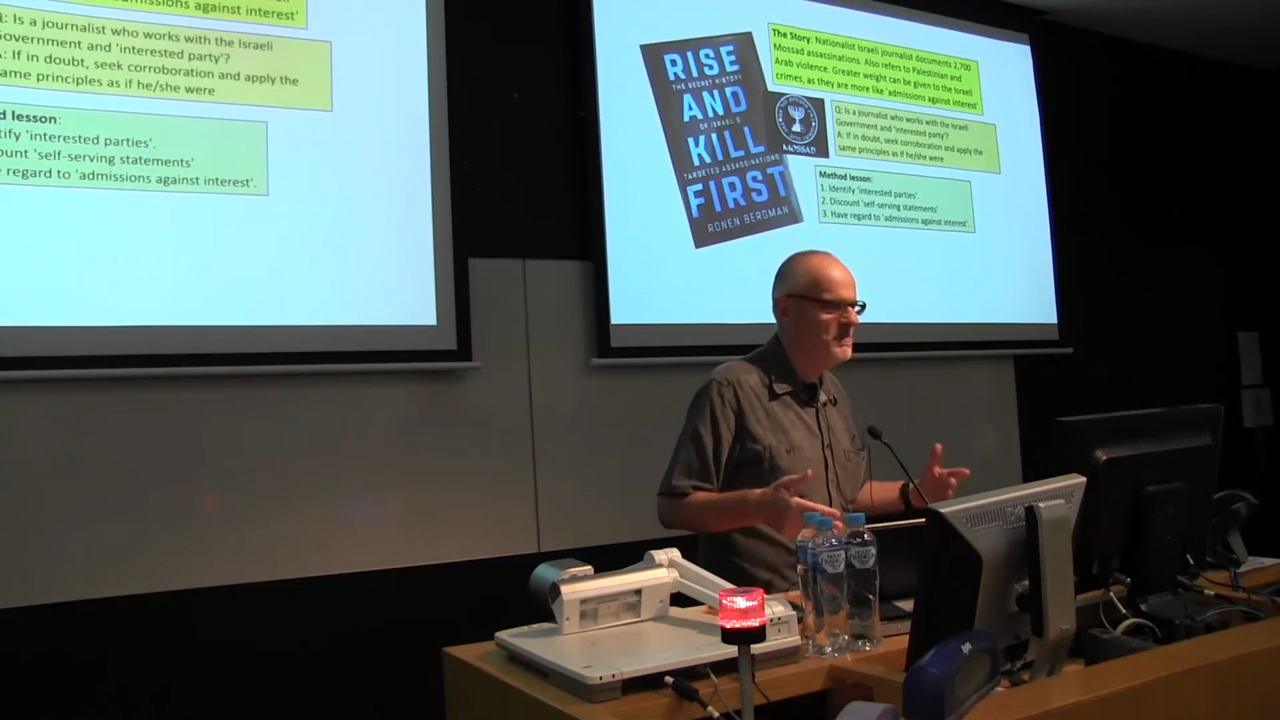 dmissions against interest'
Q: Is a journalist who works with the Israeli
Government and 'interested party'?
A: If in doubt, seek corroboration and apply the
same principles as if he/she were
d lesson:
tify 'interested parties'.
ount 'self-serving statements'
e regard to 'admissions against interest'.
RISE
THE SECRET HISTORY
AND
OF ISRAEL'S
KILL
TARGETED ASSASSINATIONS
FIRST
RONEN BERGMAN
MOSSAD
The Story: Nationalist Israeli journalist documents 2,700
Mossad assassinations. Also refers to Palestinian and
Arab violence. Greater weight can be given to the Israeli
crimes, as they are more like 'admissions against interest'
Q: Is a journalist who works with the Israeli
Government and 'interested party'?
A: If in doubt, seek corroboration and apply the
same principles as if he/she were
Method lesson:
1. Identify 'interested parties'.
2. Discount 'self-serving statements'
3. Have regard to 'admissions against interest'.
MOUNT
FRANKLIN
MOUNT
FRANKLIN